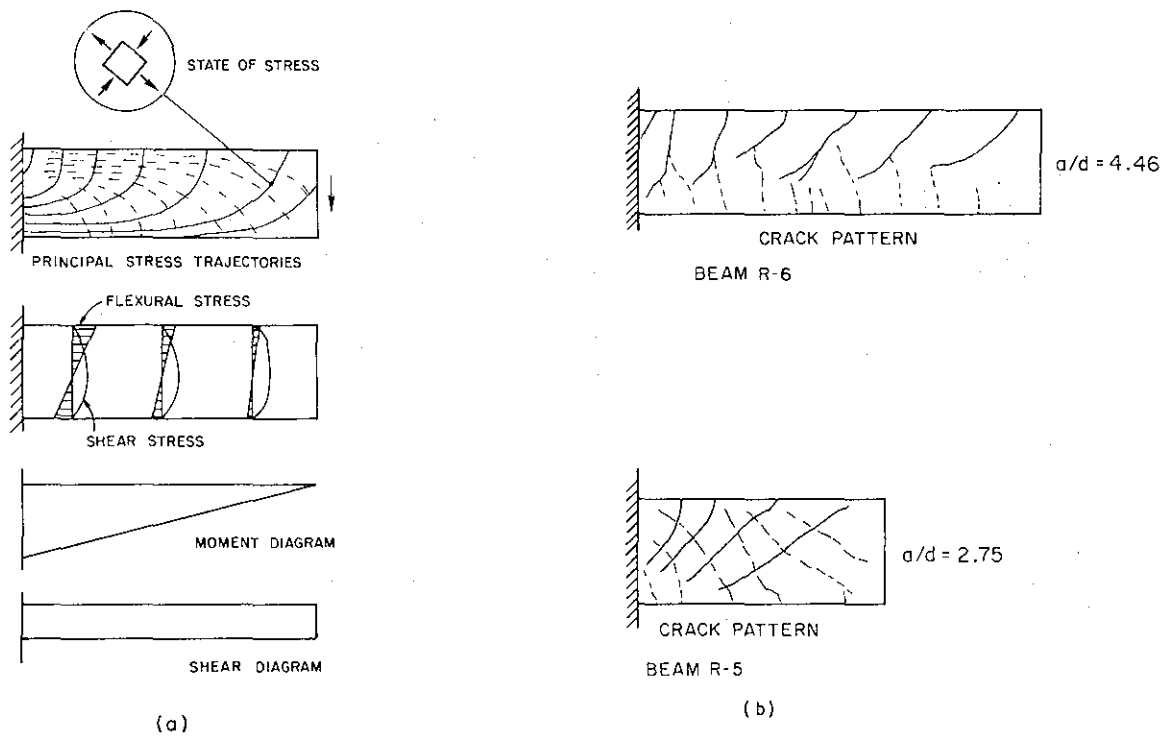 STATE OF STRESS
PRINCIPAL STRESS TRAJECTORIES
FLEXURAL STRESS
SHEAR STRESS
MOMENT DIAGRAM
SHEAR DIAGRAM
(a)
a/d = 4.46
CRACK PATTERN
BEAM R-6
a/d = 2.75
CRACK PATTERN
BEAM R-5
(b)